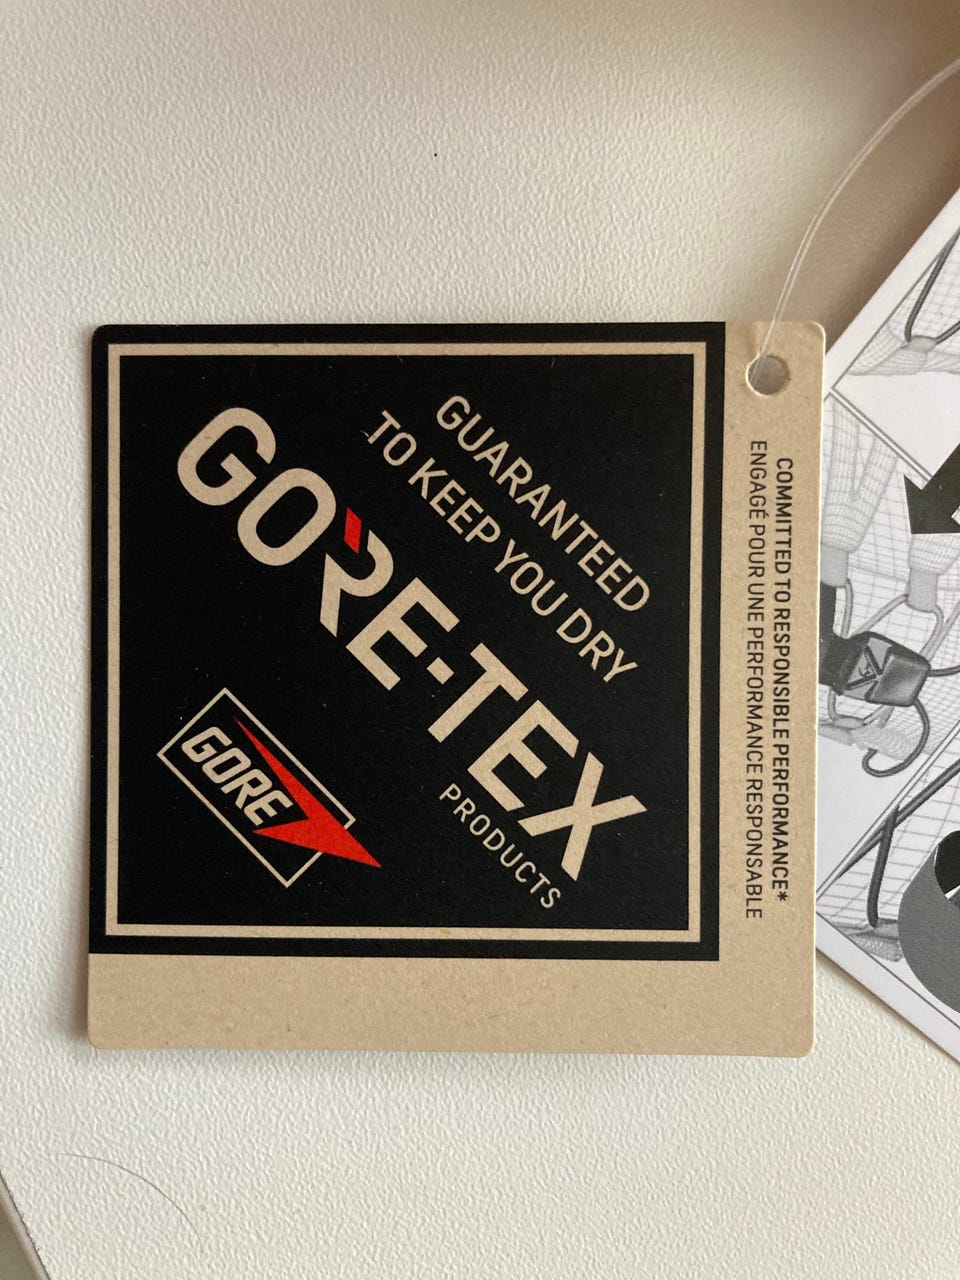 GUARANTEED
TO KEEP YOU DRY
GORE-TEX
PRODUCTS
GORE
COMMITTED TO RESPONSIBLE PERFORMANCE*
ENGAGÉ POUR UNE PERFORMANCE RESPONSABLE